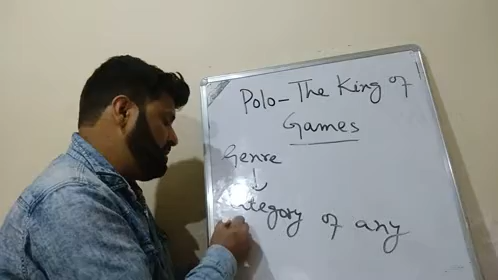 Polo - The King of
Games
Genre
Category of any